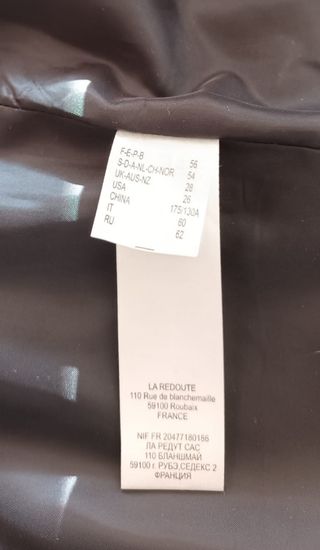 F-E-P-B 56
S-D-A-NL-CH-NOR 54
UK-AUS-NZ 28
USA 26
CHINA 175/130A
IT 60
RU 62
LA REDOUTE
110 Rue de blanchemaille
59100 Roubaix
FRANCE
NIF FR 20477180186
ЛА РЕДУТ САС
110 БЛАНШМАЙ
59100 г. РУБЭ,СЕДЕКС 2
ФРАНЦИЯ